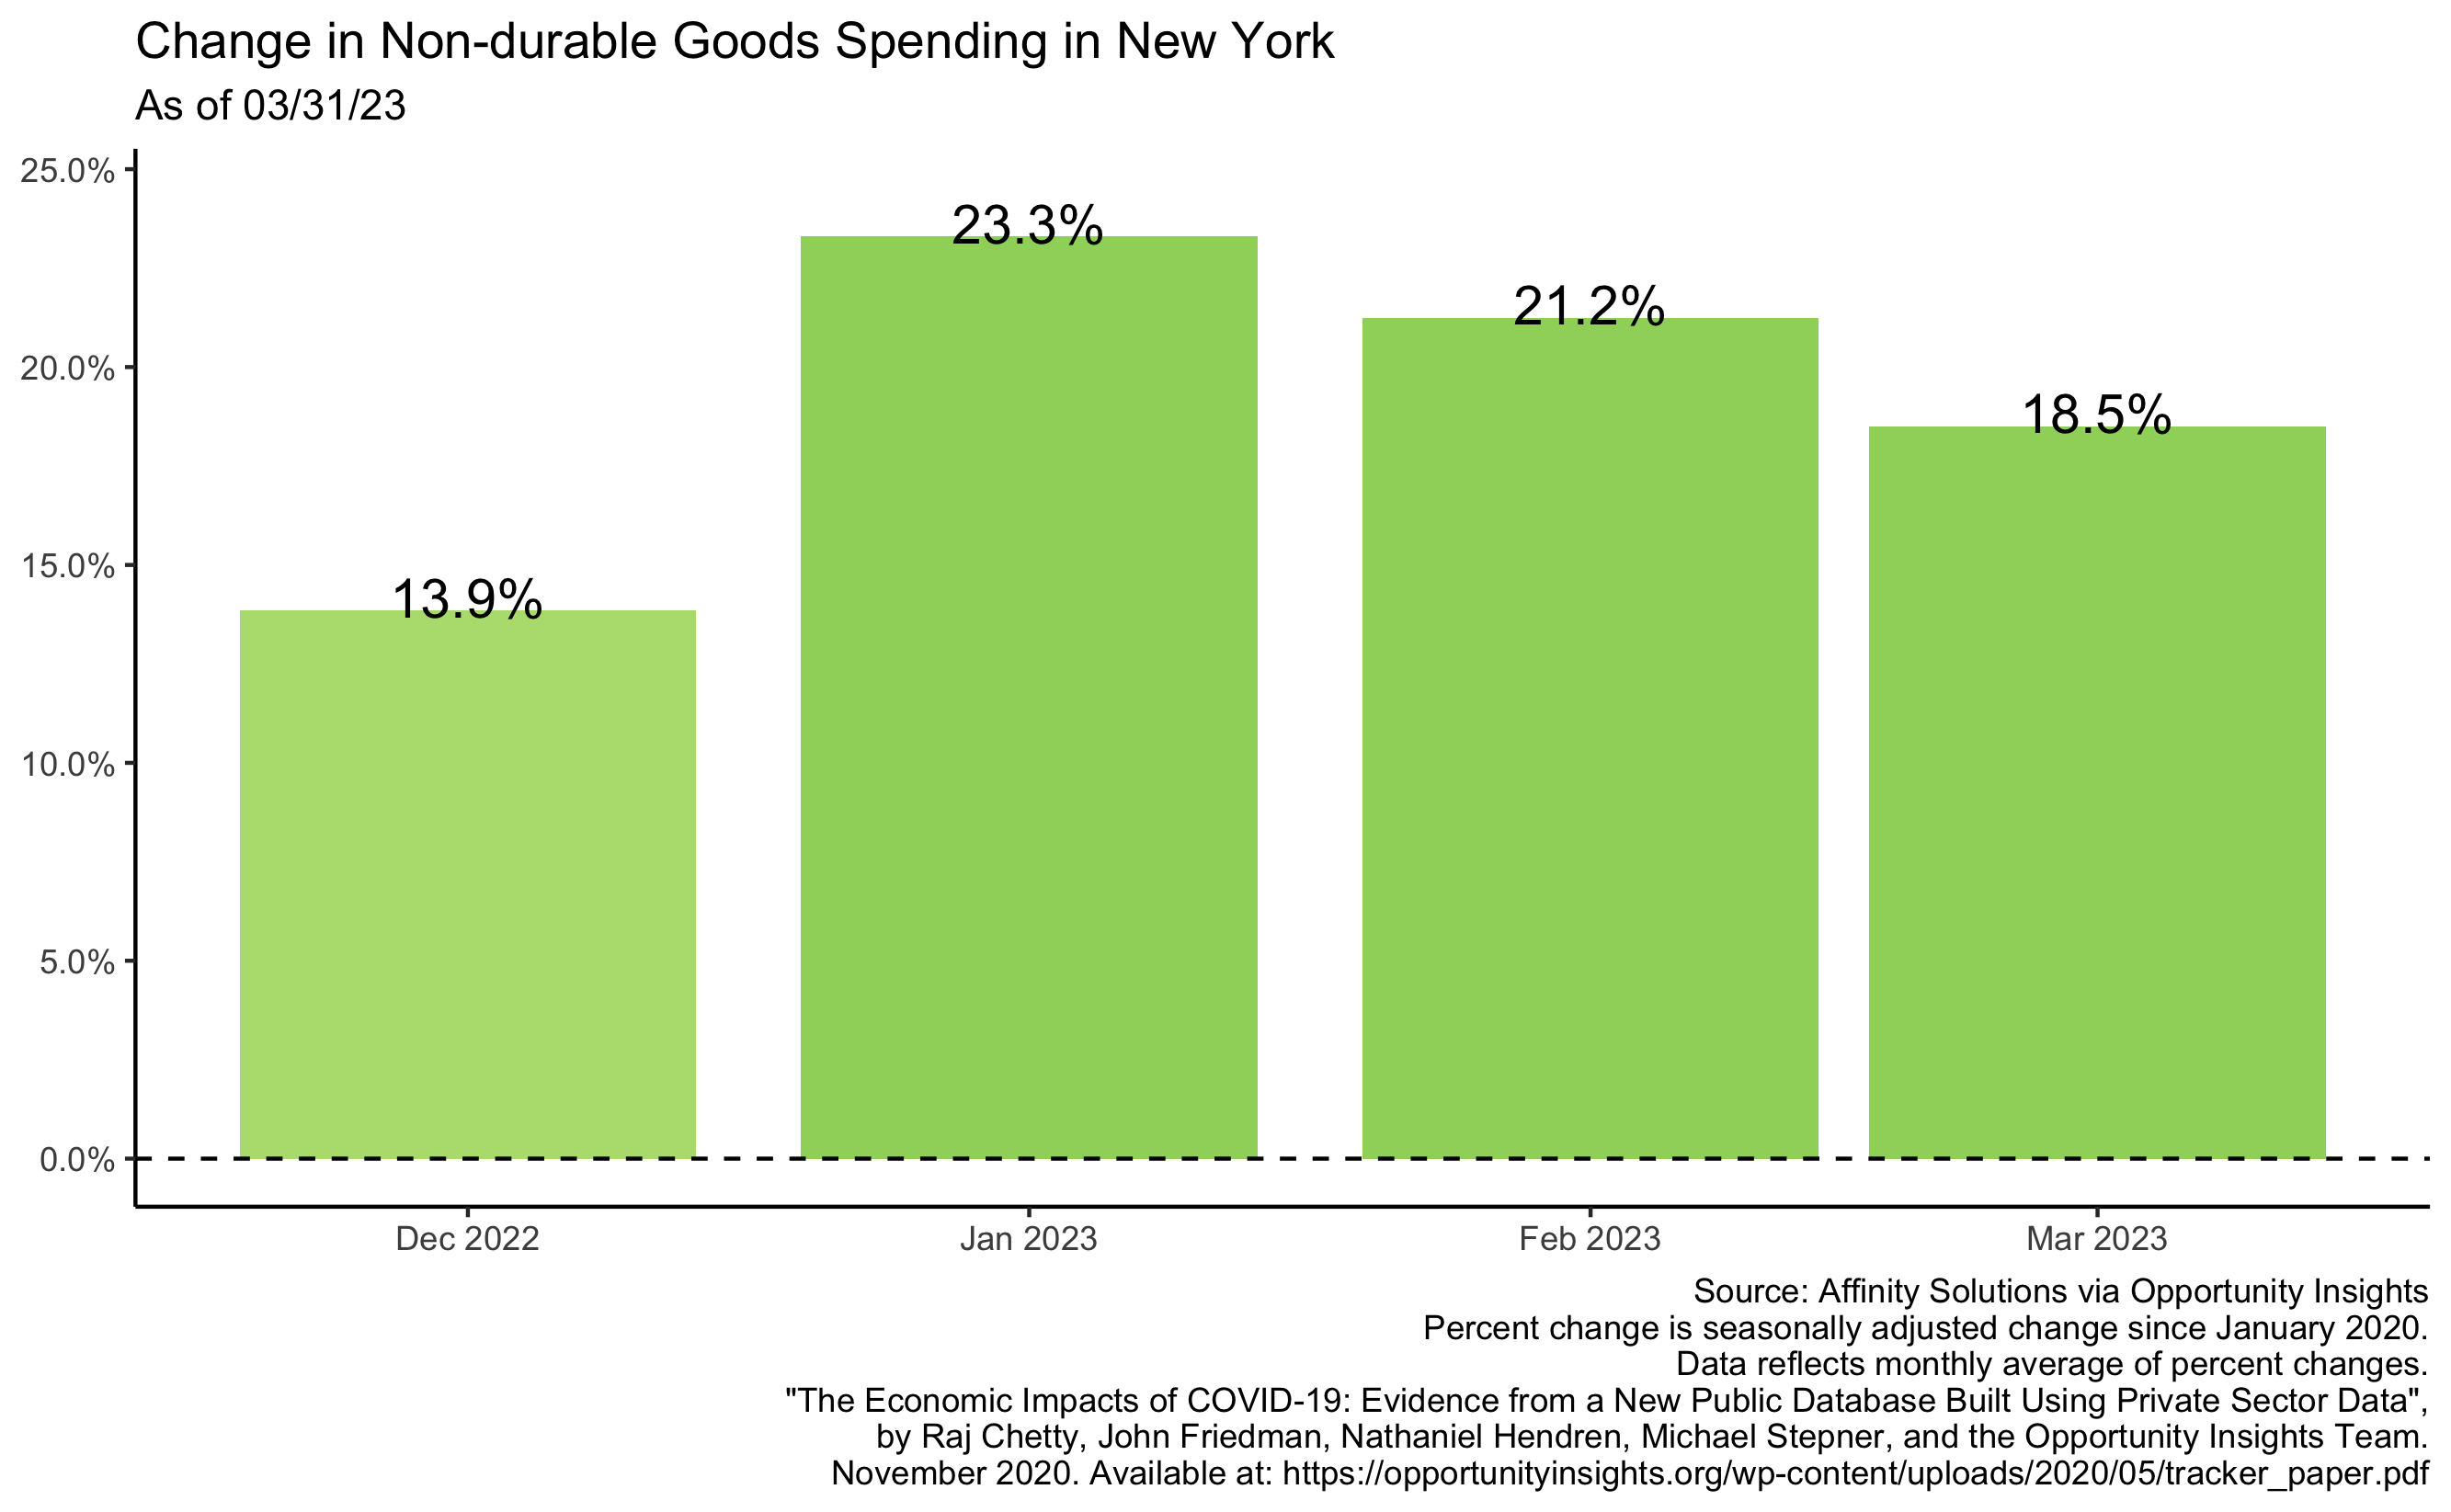 Change in Non-durable Goods Spending in New York
As of 03/31/23
25.0%
20.0%
15.0%
10.0%
5.0%
0.0%
13.9%
23.3%
21.2%
18.5%
Dec 2022
Jan 2023
Feb 2023
Mar 2023
Source: Affinity Solutions via Opportunity Insights
Percent change is seasonally adjusted change since January 2020.
Data reflects monthly average of percent changes.
"The Economic Impacts of COVID-19: Evidence from a New Public Database Built Using Private Sector Data",
by Raj Chetty, John Friedman, Nathaniel Hendren, Michael Stepner, and the Opportunity Insights Team.
November 2020. Available at: https://opportunityinsights.org/wp-content/uploads/2020/05/tracker_paper.pdf